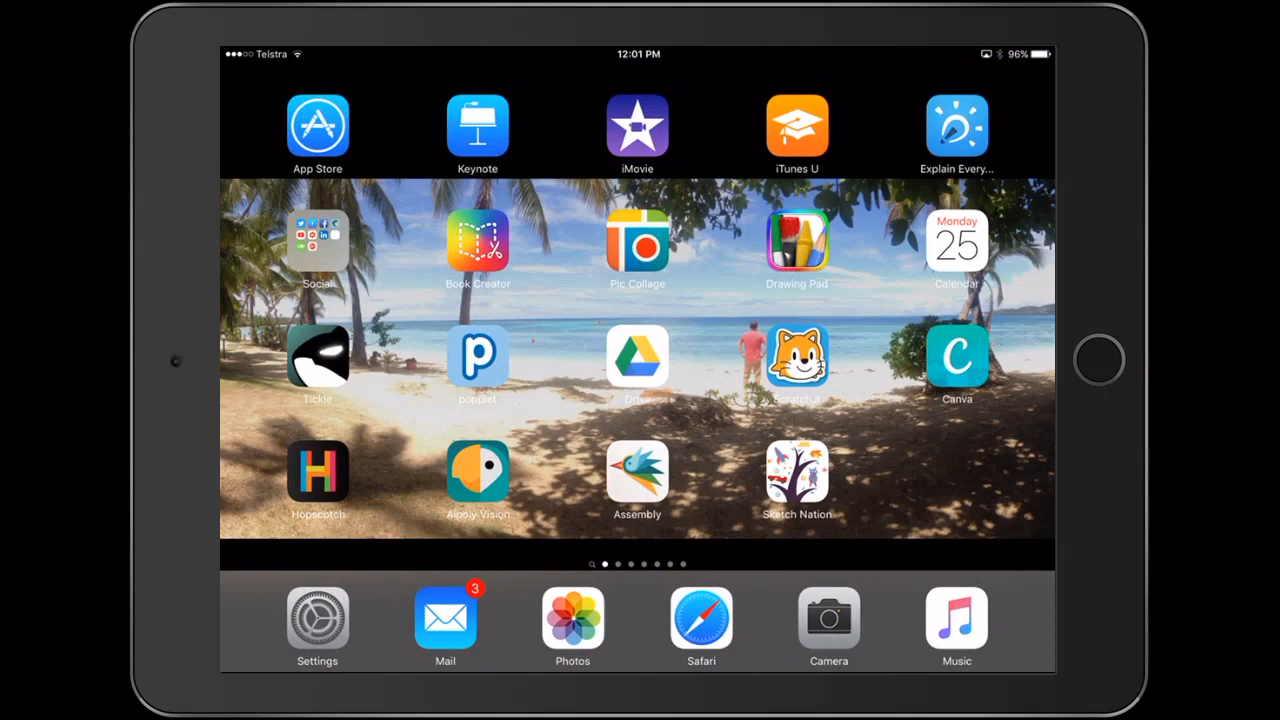 Telstra 12:01 PM 96%
App Store Keynote iMovie iTunes U Explain Every...
Monday
25
Social Book Creator Pic Collage Drawing Pad Calendar
p C
Tickle popplet Drive ScratchJr Canva
H
Hopscotch Aipoly Vision Assembly Sketch Nation
3
Settings Mail Photos Safari Camera Music